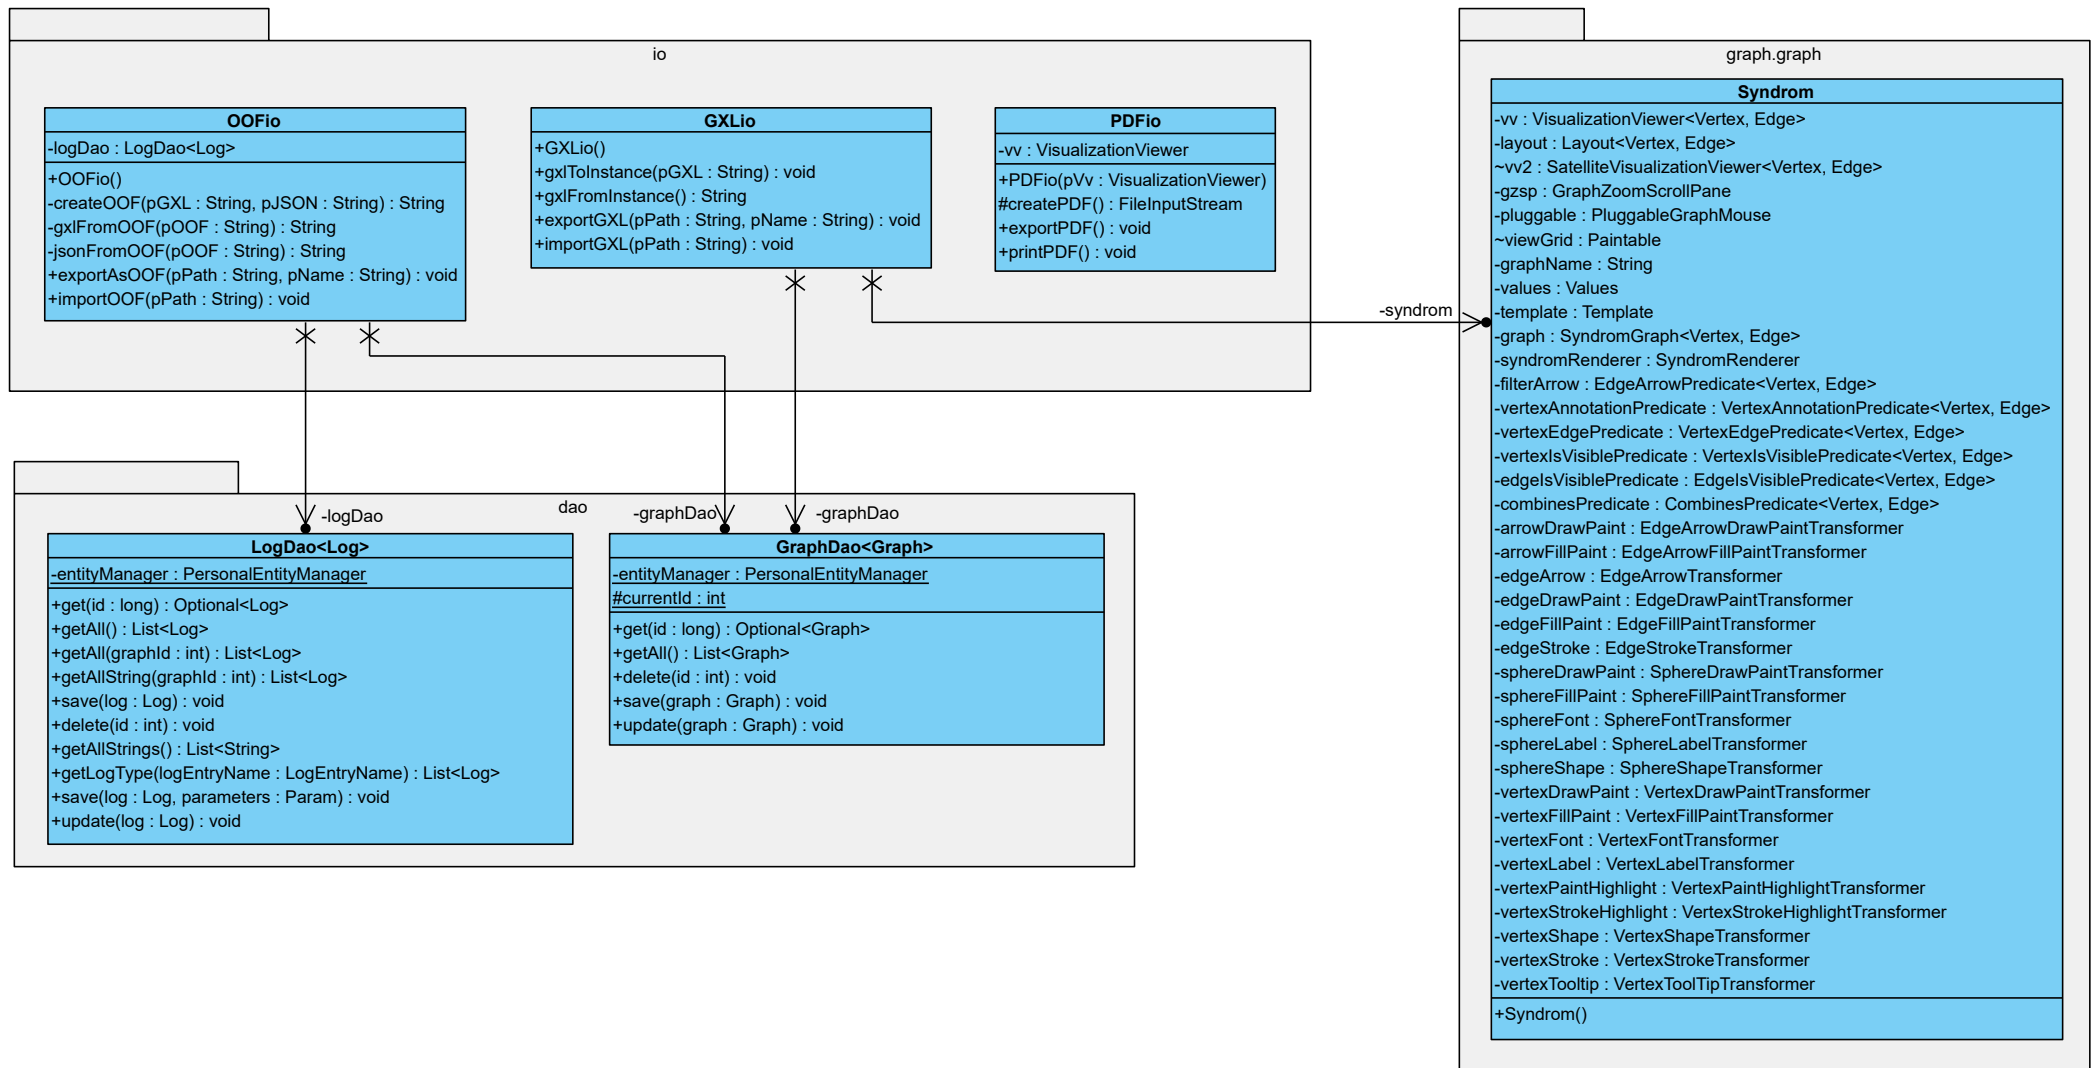 io
OOFio
-logDao : LogDao<Log>
+OOFio()
-createOOF(pGXL : String, pJSON : String) : String
-gxlFromOOF(pOOF : String) : String
-jsonFromOOF(pOOF : String) : String
+exportAsOOF(pPath : String, pName : String) : void
+importOOF(pPath : String) : void
GXLio
+GXLio()
+gxlToInstance(pGXL : String) : void
+gxlFromInstance() : String
+exportGXL(pPath : String, pName : String) : void
+importGXL(pPath : String) : void
PDFio
-vv : VisualizationViewer
+PDFio(pVv : VisualizationViewer)
#createPDF() : FileInputStream
+exportPDF() : void
+printPDF() : void
-syndrom
dao
-logDao
-graphDao
-graphDao
LogDao<Log>
-entityManager : PersonalEntityManager
+get(id : long) : Optional<Log>
+getAll() : List<Log>
+getAll(graphId : int) : List<Log>
+getAllString(graphId : int) : List<Log>
+save(log : Log) : void
+delete(id : int) : void
+getAllStrings() : List<String>
+getLogType(logEntryName : LogEntryName) : List<Log>
+save(log : Log, parameters : Param) : void
+update(log : Log) : void
GraphDao<Graph>
-entityManager : PersonalEntityManager
#currentId : int
+get(id : long) : Optional<Graph>
+getAll() : List<Graph>
+delete(id : int) : void
+save(graph : Graph) : void
+update(graph : Graph) : void
graph.graph
Syndrom
-vv : VisualizationViewer<Vertex, Edge>
-layout : Layout<Vertex, Edge>
~vv2 : SatelliteVisualizationViewer<Vertex, Edge>
-gzsp : GraphZoomScrollPane
-pluggable : PluggableGraphMouse
~viewGrid : Paintable
-graphName : String
-values : Values
-template : Template
-graph : SyndromGraph<Vertex, Edge>
-syndromRenderer : SyndromRenderer
-filterArrow : EdgeArrowPredicate<Vertex, Edge>
-vertexAnnotationPredicate : VertexAnnotationPredicate<Vertex, Edge>
-vertexEdgePredicate : VertexEdgePredicate<Vertex, Edge>
-vertexIsVisiblePredicate : VertexIsVisiblePredicate<Vertex, Edge>
-edgeIsVisiblePredicate : EdgeIsVisiblePredicate<Vertex, Edge>
-combinesPredicate : CombinesPredicate<Vertex, Edge>
-arrowDrawPaint : EdgeArrowDrawPaintTransformer
-arrowFillPaint : EdgeArrowFillPaintTransformer
-edgeArrow : EdgeArrowTransformer
-edgeDrawPaint : EdgeDrawPaintTransformer
-edgeFillPaint : EdgeFillPaintTransformer
-edgeStroke : EdgeStrokeTransformer
-sphereDrawPaint : SphereDrawPaintTransformer
-sphereFillPaint : SphereFillPaintTransformer
-sphereFont : SphereFontTransformer
-sphereLabel : SphereLabelTransformer
-sphereShape : SphereShapeTransformer
-vertexDrawPaint : VertexDrawPaintTransformer
-vertexFillPaint : VertexFillPaintTransformer
-vertexFont : VertexFontTransformer
-vertexLabel : VertexLabelTransformer
-vertexPaintHighlight : VertexPaintHighlightTransformer
-vertexStrokeHighlight : VertexStrokeHighlightTransformer
-vertexShape : VertexShapeTransformer
-vertexStroke : VertexStrokeTransformer
-vertexTooltip : VertexToolTipTransformer
+Syndrom()